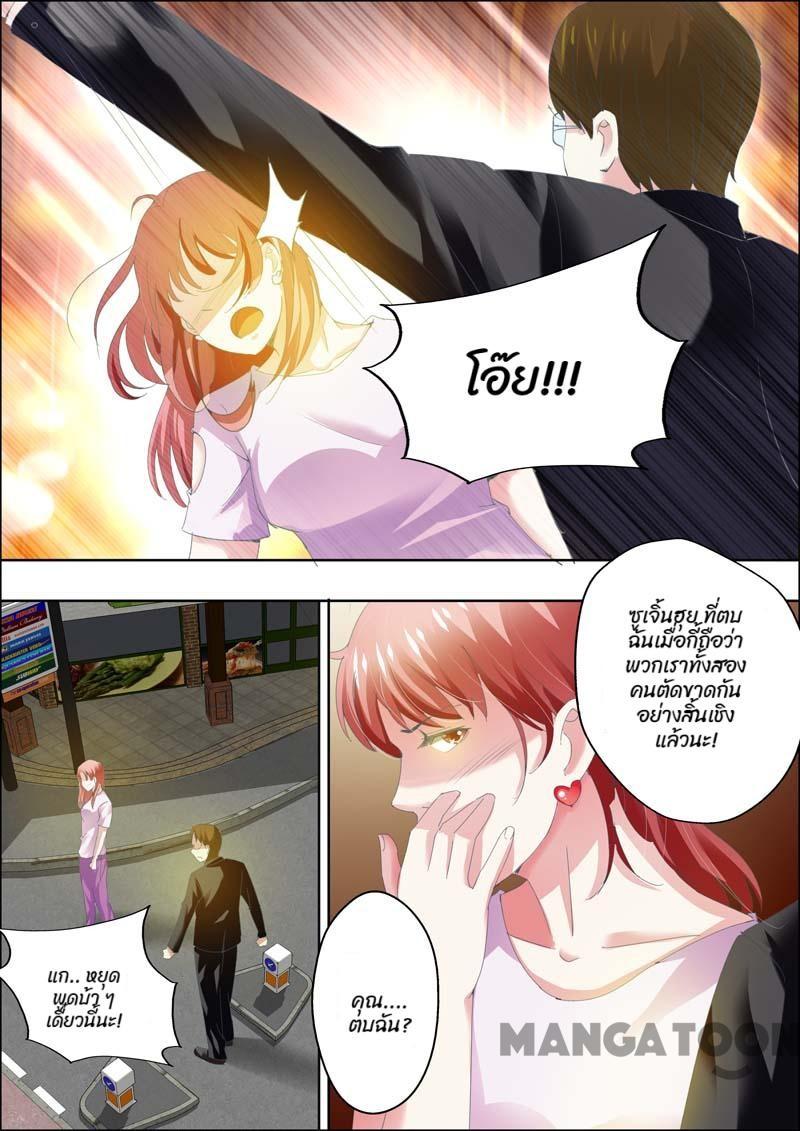 โอ๊ย!!!
คุณ....
ตบฉัน?
ซูเจิ้นฮุย ที่ตบ
ฉันเมื่อกี้ถือว่า
พวกเราทั้งสอง
คนตัดขาดกัน
อย่างสิ้นเชิง
แล้วนะ!
แก.. หยุด
พูดบ้า ๆ
เดี๋ยวนี้นะ!
SUBWAY
MANGATOON